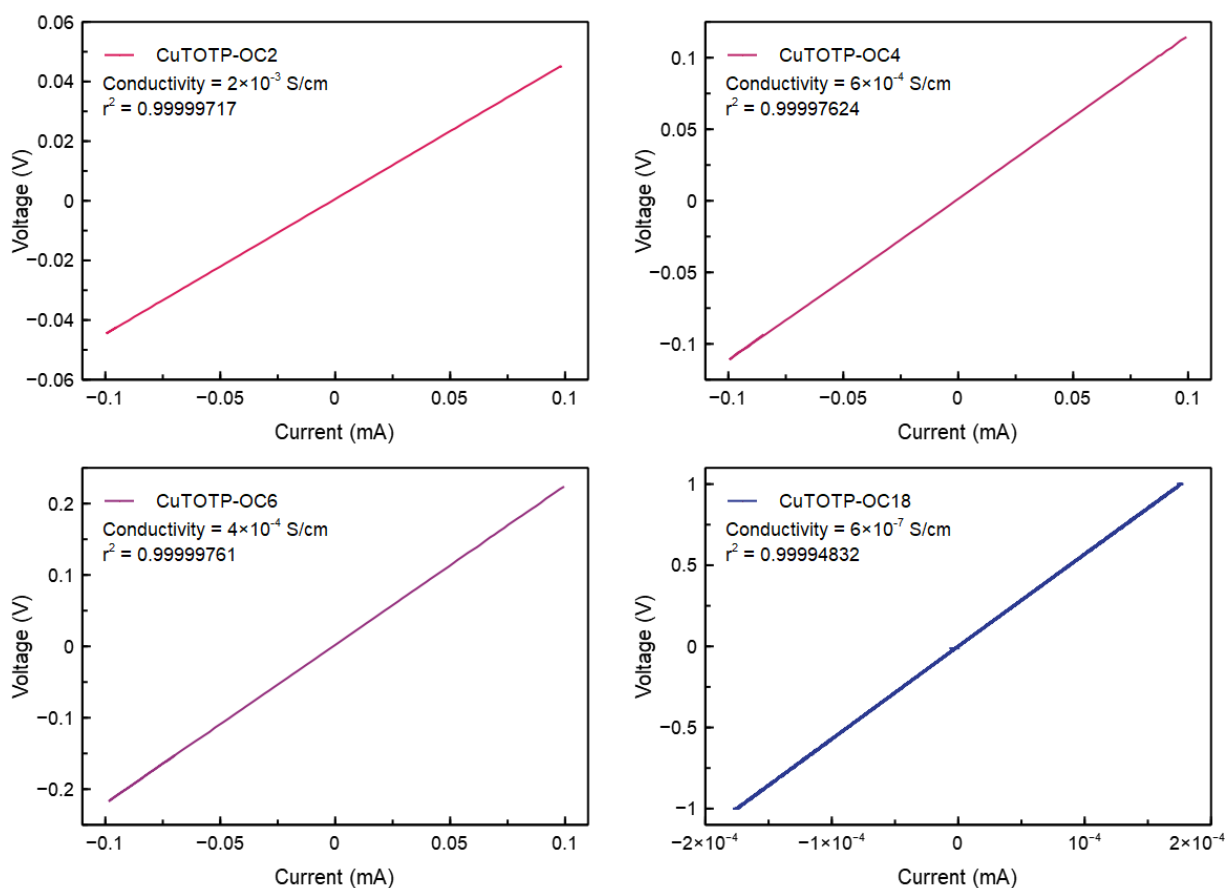 CuTOTP-OC2
Conductivity = 2×10⁻³ S/cm
r² = 0.99999717
0.06
0.04
0.02
0
−0.02
−0.04
−0.06
Voltage (V)
−0.1
−0.05
0
0.05
0.1
Current (mA)
CuTOTP-OC4
Conductivity = 6×10⁻⁴ S/cm
r² = 0.99997624
0.1
0.05
0
−0.05
−0.1
Voltage (V)
−0.1
−0.05
0
0.05
0.1
Current (mA)
CuTOTP-OC6
Conductivity = 4×10⁻⁴ S/cm
r² = 0.99999761
0.2
0.1
0
−0.1
−0.2
Voltage (V)
−0.1
−0.05
0
0.05
0.1
Current (mA)
CuTOTP-OC18
Conductivity = 6×10⁻⁷ S/cm
r² = 0.99994832
1
0.5
0
−0.5
−1
Voltage (V)
−2×10⁻⁴
−1×10⁻⁴
0
10⁻⁴
2×10⁻⁴
Current (mA)